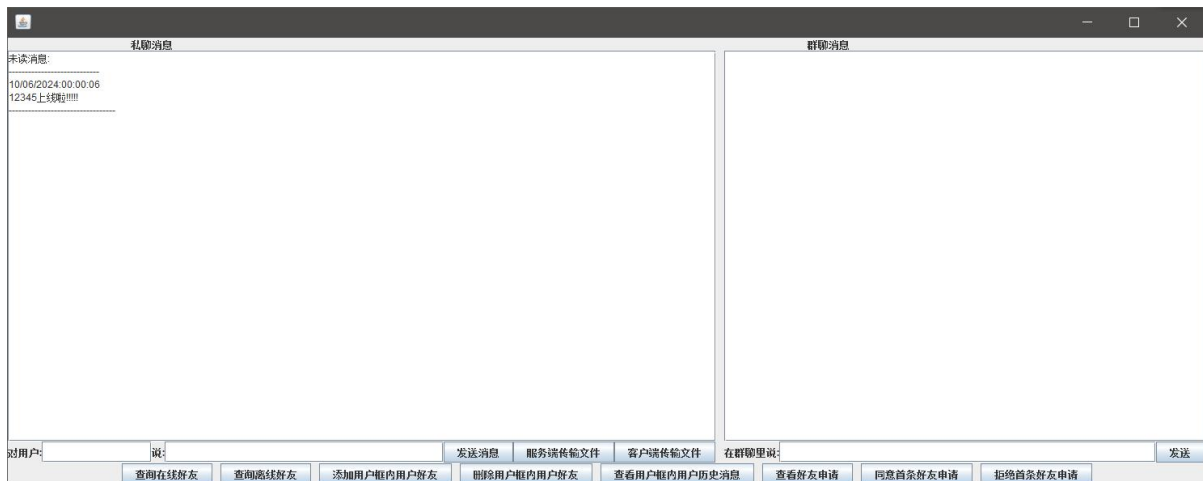 私聊消息
群聊消息
未读消息:
------------------------------
10/06/2024:00:00:06
12345上线啦!!!!!
-----------------------------------
对用户:
说:
发送消息
服务端传输文件
客户端传输文件
在群聊里说:
发送
查询在线好友
查询离线好友
添加用户框内用户好友
删除用户框内用户好友
查看用户框内用户历史消息
查看好友申请
同意首条好友申请
拒绝首条好友申请